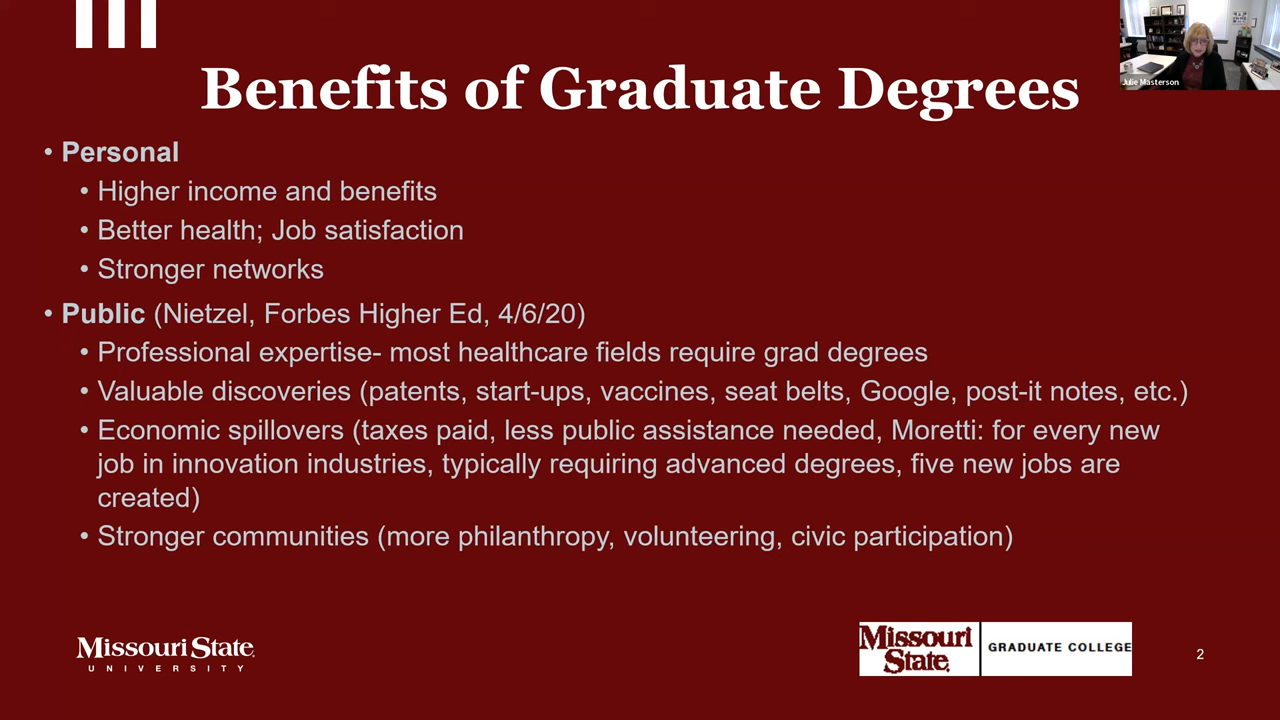 Benefits of Graduate Degrees
Julie Masterson
• Personal
• Higher income and benefits
• Better health; Job satisfaction
• Stronger networks
• Public (Nietzel, Forbes Higher Ed, 4/6/20)
• Professional expertise- most healthcare fields require grad degrees
• Valuable discoveries (patents, start-ups, vaccines, seat belts, Google, post-it notes, etc.)
• Economic spillovers (taxes paid, less public assistance needed, Moretti: for every new
job in innovation industries, typically requiring advanced degrees, five new jobs are
created)
• Stronger communities (more philanthropy, volunteering, civic participation)
Missouri State
UNIVERSITY
Missouri
State
GRADUATE COLLEGE
2